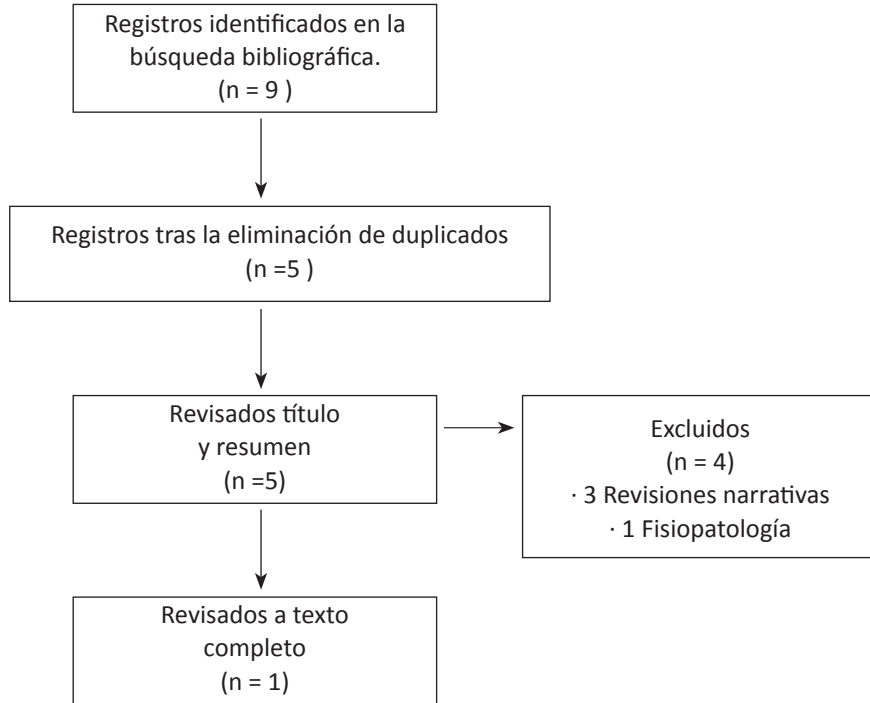 Registros identificados en la
búsqueda bibliográfica.
(n = 9 )
Registros tras la eliminación de duplicados
(n =5 )
Revisados título
y resumen
(n =5)
Excluidos
(n = 4)
· 3 Revisiones narrativas
· 1 Fisiopatología
Revisados a texto
completo
(n = 1)